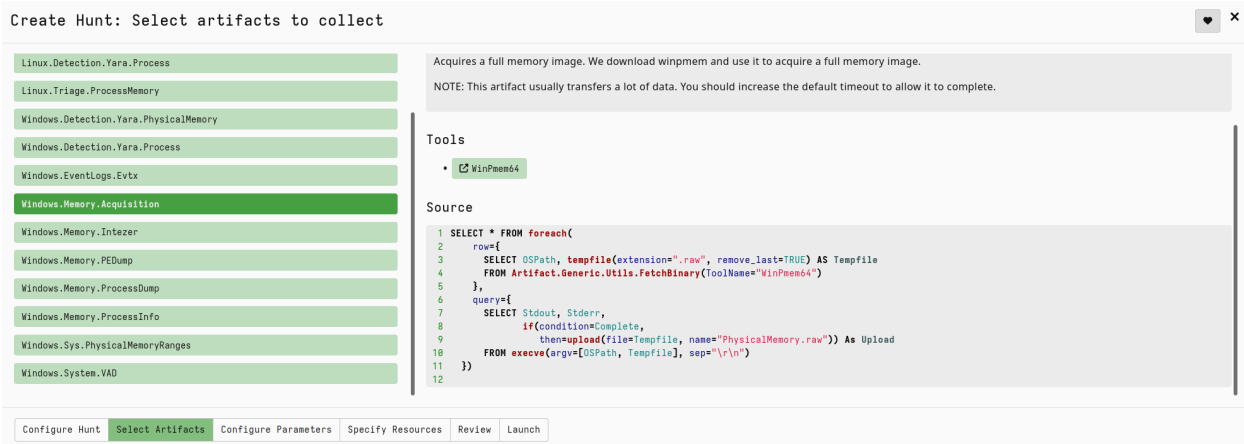 Create Hunt: Select artifacts to collect
Linux.Detection.Yara.Process
Linux.Triage.ProcessMemory
Windows.Detection.Yara.PhysicalMemory
Windows.Detection.Yara.Process
Windows.EventLogs.Evtx
Windows.Memory.Acquisition
Windows.Memory.Intezer
Windows.Memory.PEDump
Windows.Memory.ProcessDump
Windows.Memory.ProcessInfo
Windows.Sys.PhysicalMemoryRanges
Windows.System.VAD
Acquires a full memory image. We download winpmem and use it to acquire a full memory image.
NOTE: This artifact usually transfers a lot of data. You should increase the default timeout to allow it to complete.
Tools
• WinPmem64
Source
1 SELECT * FROM foreach(
2 row={
3 SELECT OSPath, tempfile(extension=".raw", remove_last=TRUE) AS Tempfile
4 FROM Artifact.Generic.Utils.FetchBinary(ToolName="WinPmem64")
5 },
6 query={
7 SELECT Stdout, Stderr,
8 if(condition=Complete,
9 then=upload(file=Tempfile, name="PhysicalMemory.raw")) As Upload
10 FROM execve(argv=[OSPath, Tempfile], sep="\r\n")
11 })
12
Configure Hunt Select Artifacts Configure Parameters Specify Resources Review Launch